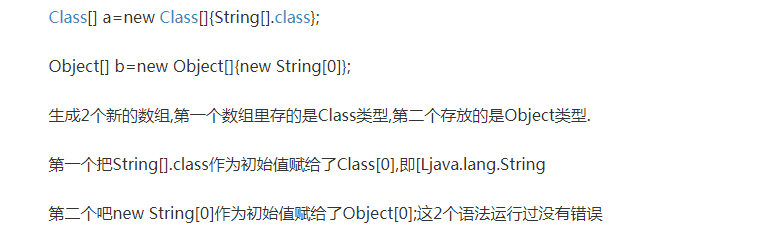 Class[] a=new Class[]{String[].class};
Object[] b=new Object[]{new String[0]};
生成2个新的数组,第一个数组里存的是Class类型,第二个存放的是Object类型.
第一个把String[].class作为初始值赋给了Class[0],即[Ljava.lang.String
第二个吧new String[0]作为初始值赋给了Object[0];这2个语法运行过没有错误